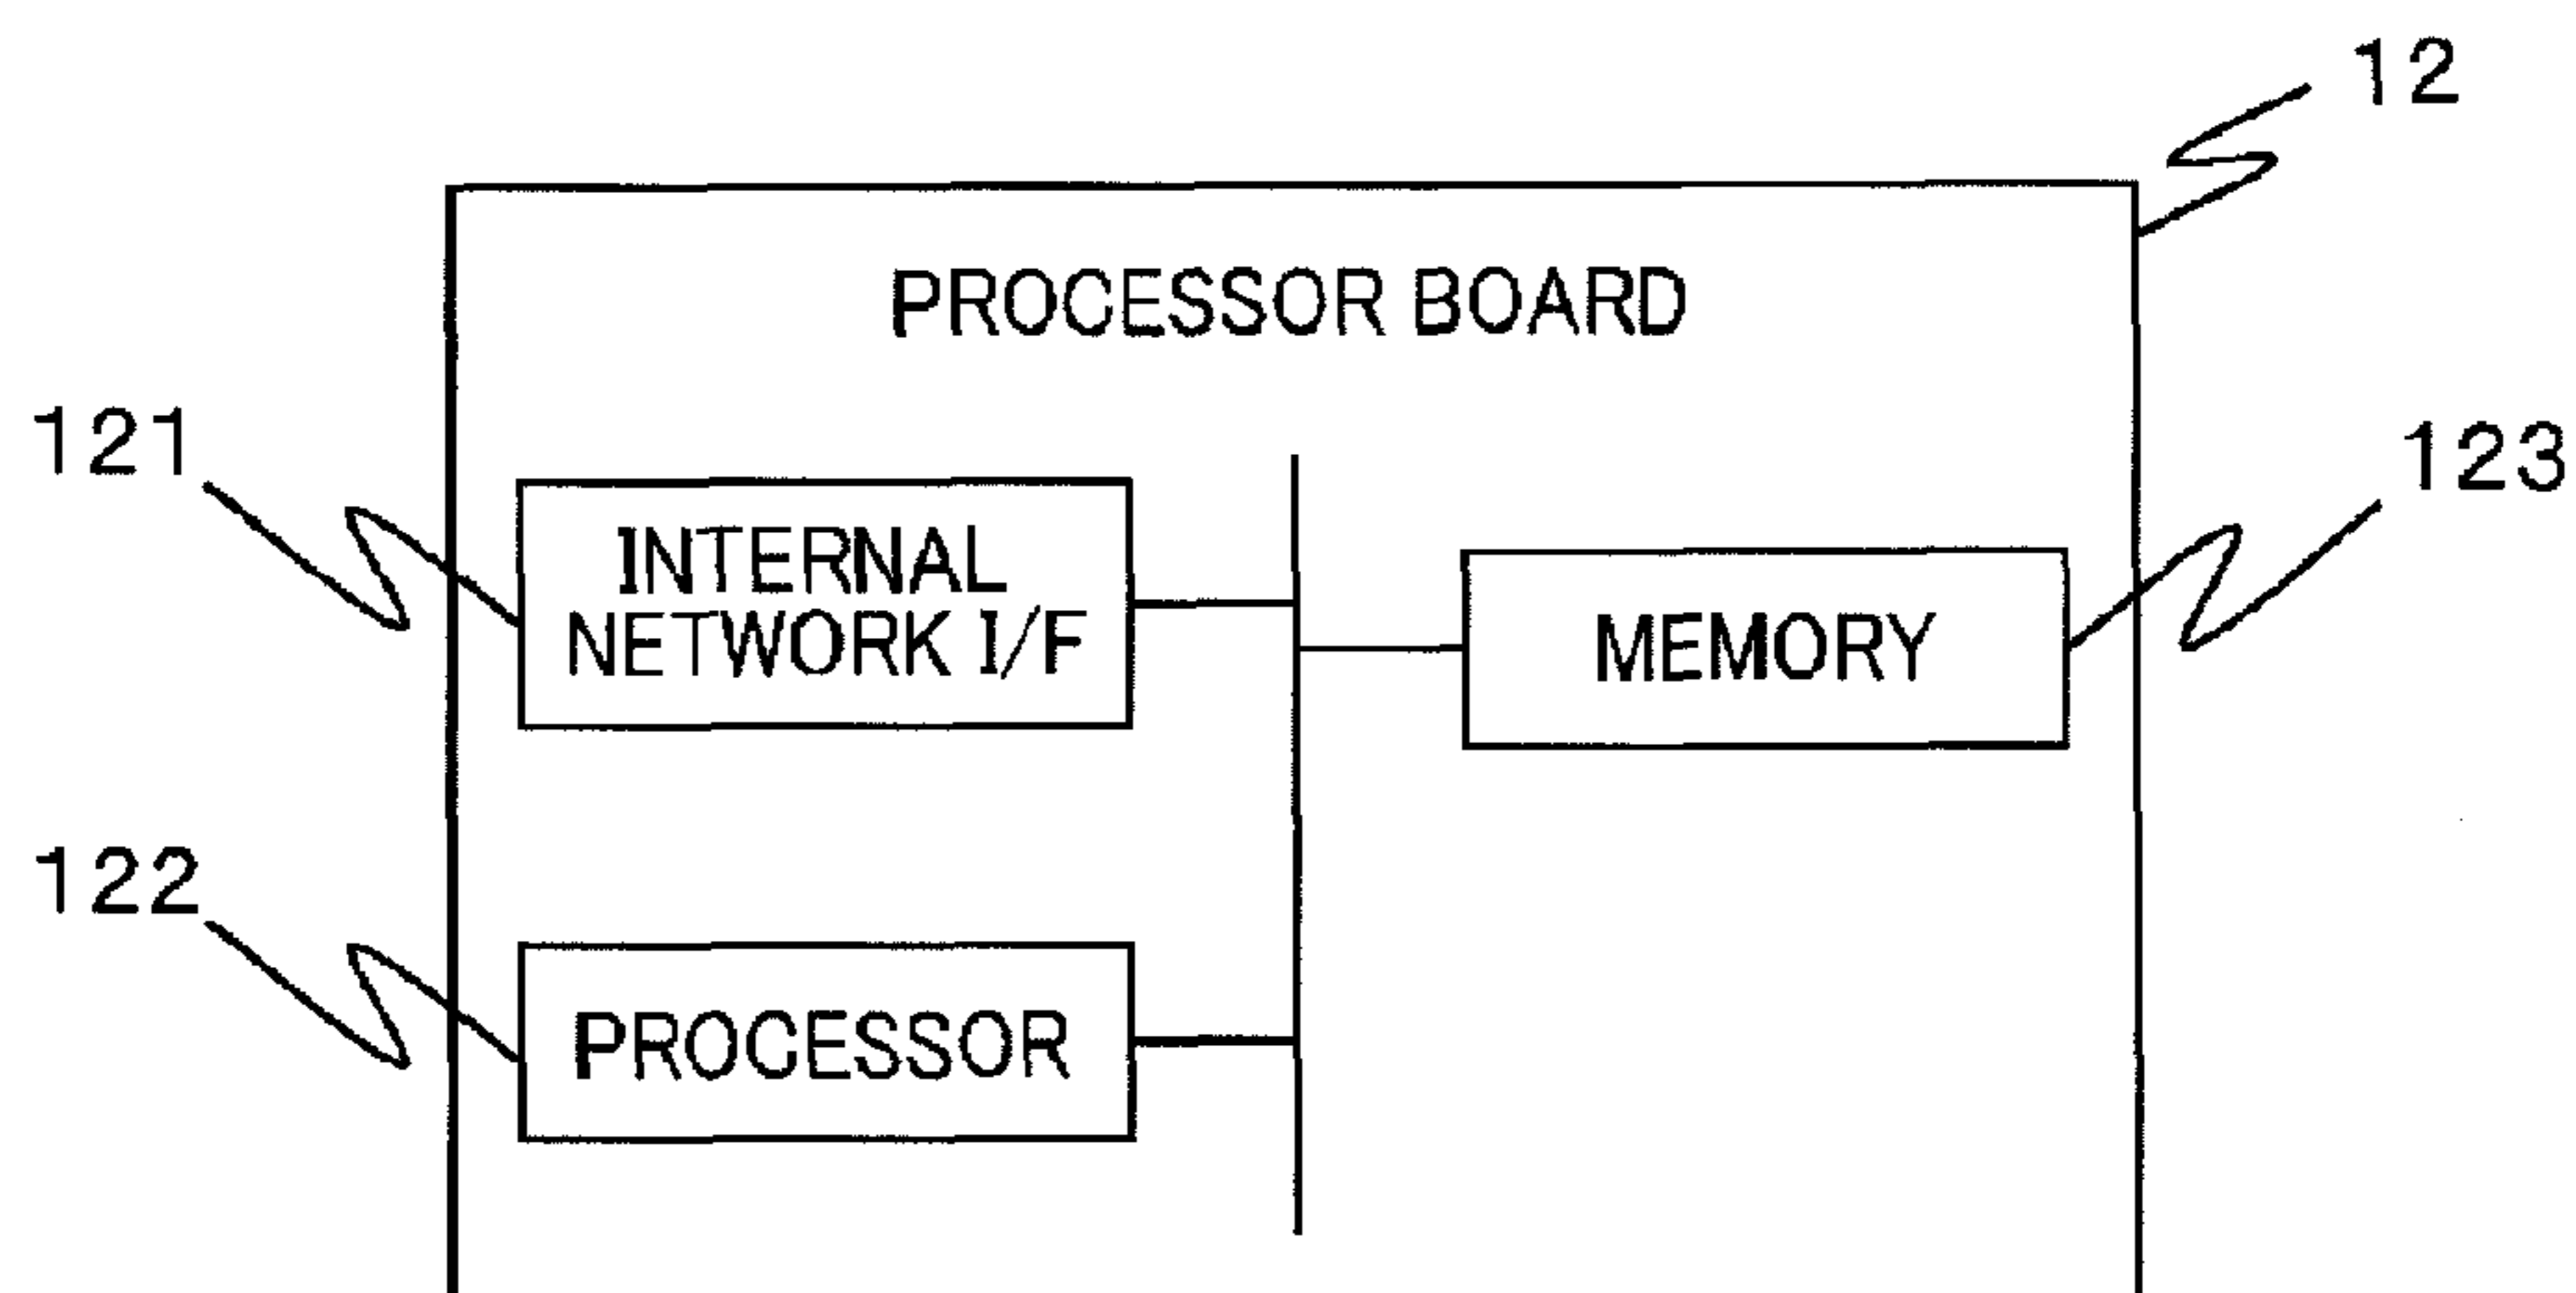 12
PROCESSOR BOARD
121
123
INTERNAL
NETWORK I/F
MEMORY
122
PROCESSOR